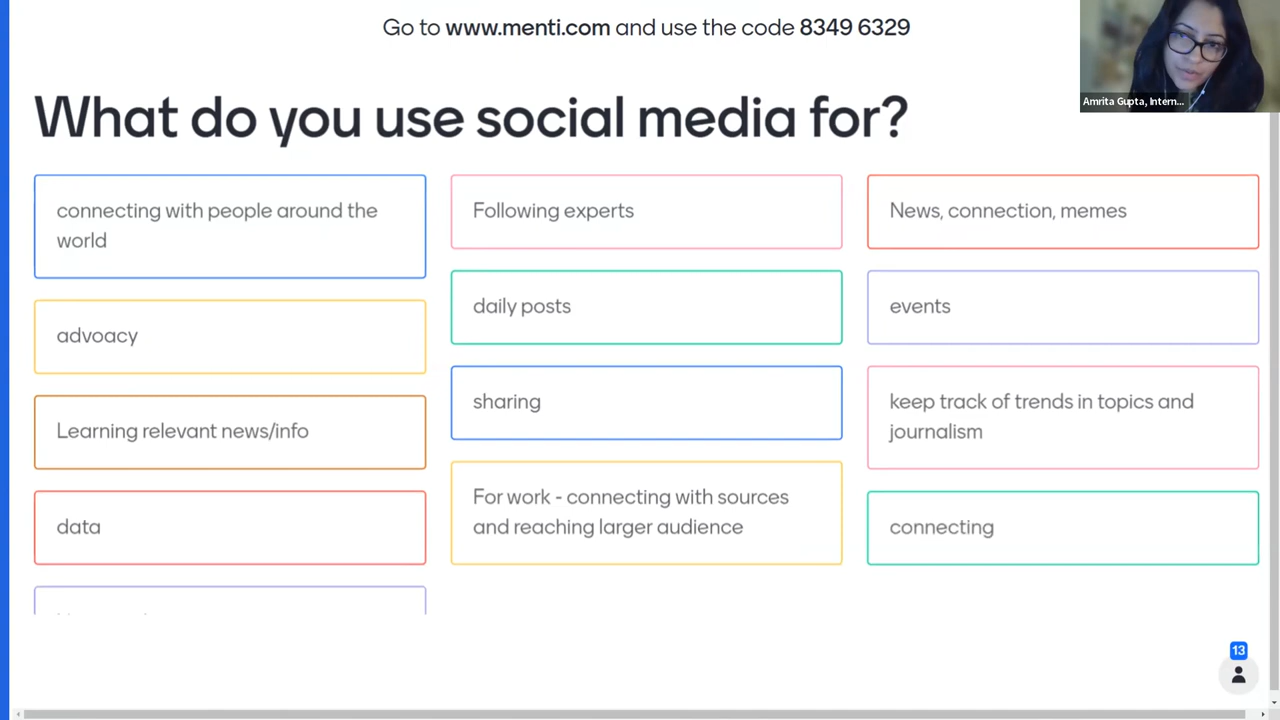 Go to www.menti.com and use the code 8349 6329
Amrita Gupta, Intern...
What do you use social media for?
connecting with people around the
world
advoacy
Learning relevant news/info
data
Following experts
daily posts
sharing
For work - connecting with sources
and reaching larger audience
News, connection, memes
events
keep track of trends in topics and
journalism
connecting
13